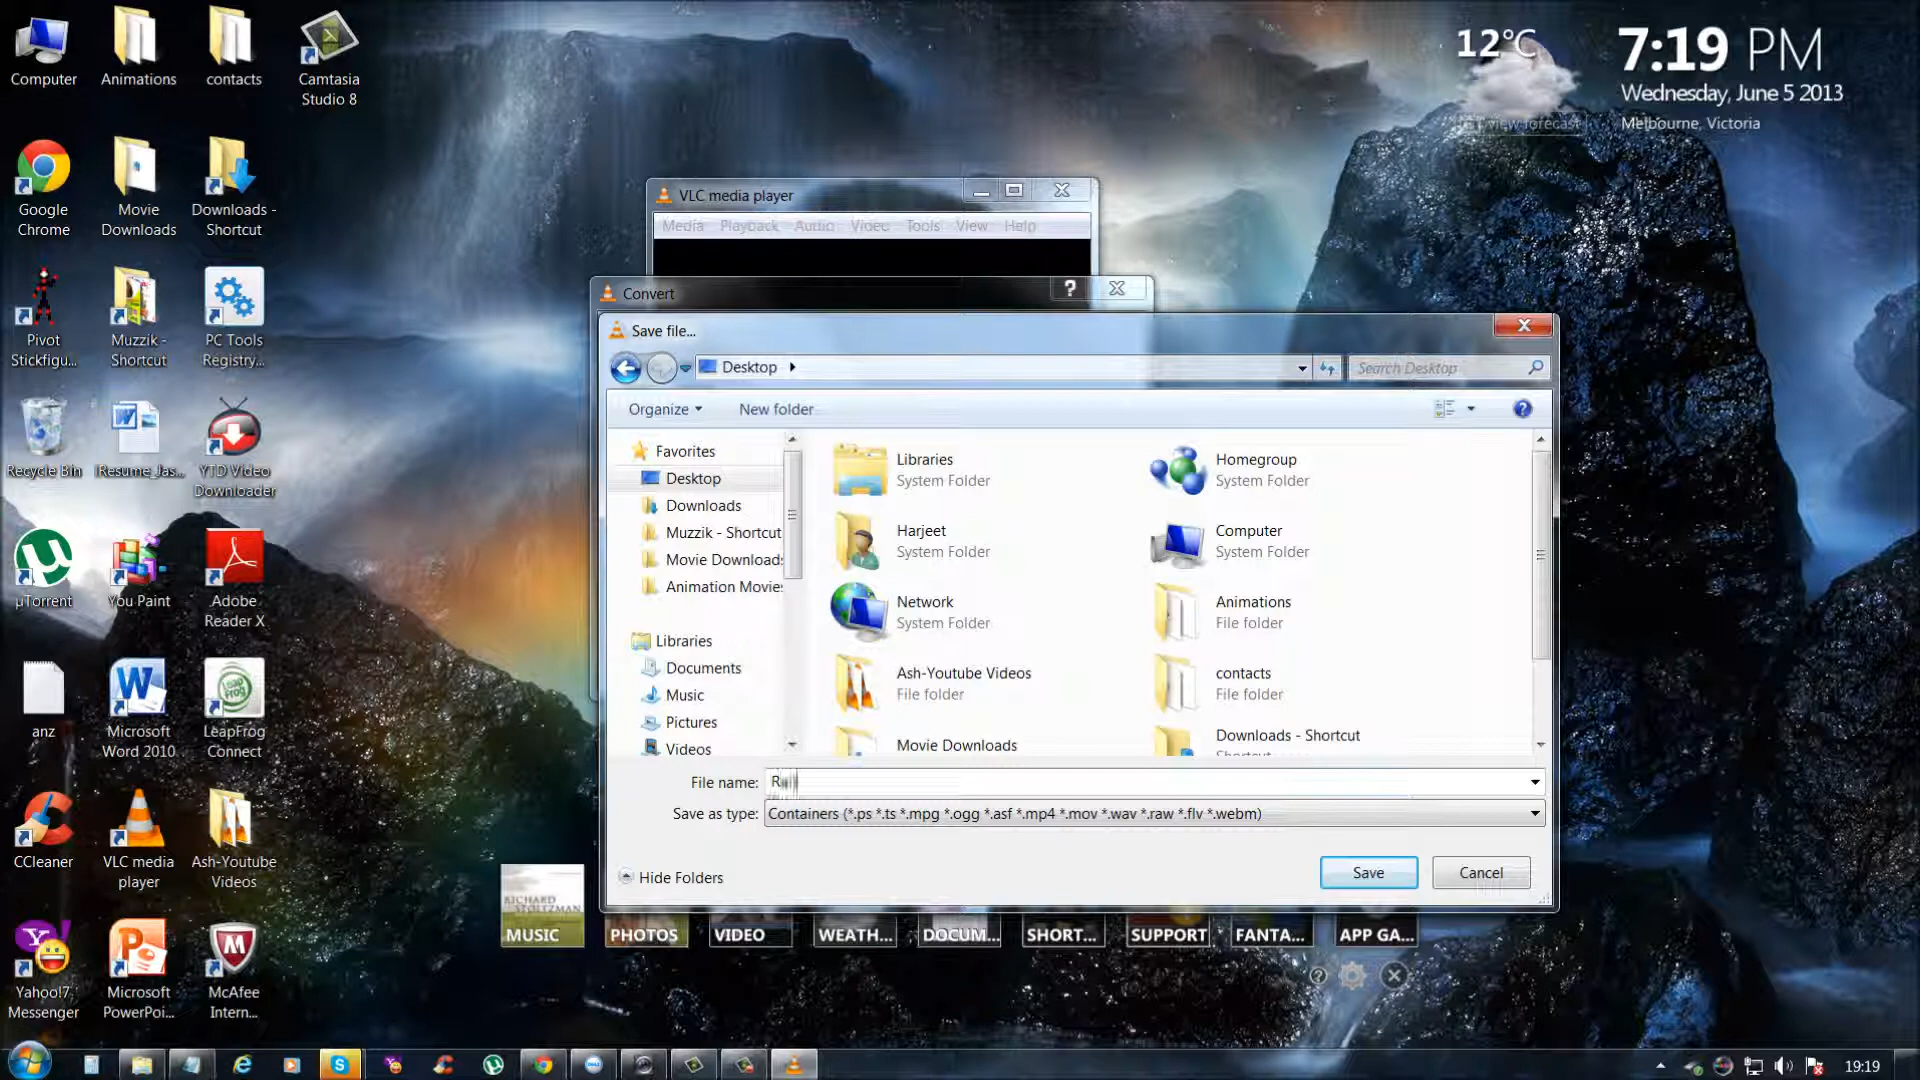 Computer
Animations
contacts
Camtasia
Studio 8
12°C
7:19 PM
Wednesday, June 5 2013
view forecast
Melbourne, Victoria
Google
Chrome
Movie
Downloads
Downloads -
Shortcut
VLC media player
Media Playback Audio Video Tools View Help
Pivot
Stickfigu...
Muzzik -
Shortcut
PC Tools
Registry...
Convert
Save file...
Desktop
Search Desktop
Organize
New folder
Recycle Bin
Resume_Jas...
YTD Video
Downloader
Favorites
Desktop
Downloads
Muzzik - Shortcut
Movie Downloads
Animation Movies
Libraries
Documents
Music
Pictures
Videos
Libraries
System Folder
Homegroup
System Folder
Harjeet
System Folder
Computer
System Folder
Network
System Folder
Animations
File folder
Ash-Youtube Videos
File folder
contacts
File folder
Movie Downloads
Downloads - Shortcut
Shortcut
µTorrent
You Paint
Adobe
Reader X
anz
Microsoft
Word 2010
LeapFrog
Connect
File name:
Save as type: Containers (*.ps *.ts *.mpg *.ogg *.asf *.mp4 *.mov *.wav *.raw *.flv *.webm)
Hide Folders
Save
Cancel
CCleaner
VLC media
player
Ash-Youtube
Videos
RICHARD
STOLTZMAN
MUSIC
PHOTOS
VIDEO
WEATH...
DOCUM...
SHORT...
SUPPORT
FANTA...
APP GA...
Yahoo!7
Messenger
Microsoft
PowerPoi...
McAfee
Intern...
19:19